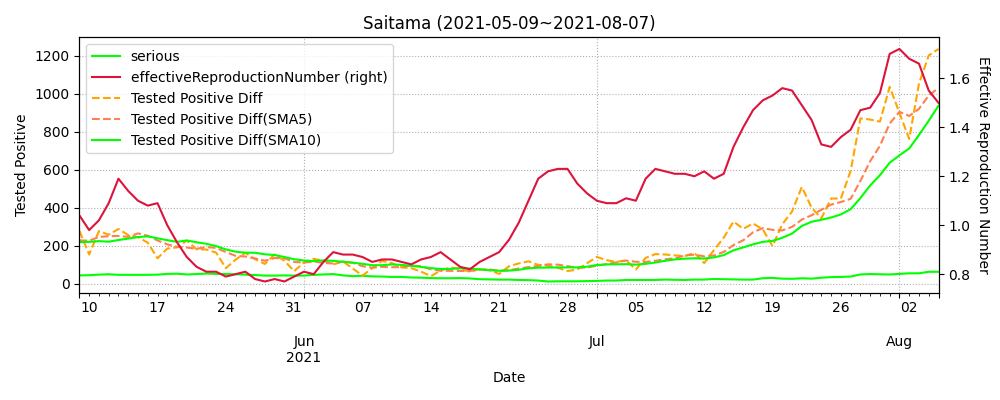 Saitama (2021-05-09~2021-08-07)
serious
effectiveReproductionNumber (right)
Tested Positive Diff
Tested Positive Diff(SMA5)
Tested Positive Diff(SMA10)
Tested Positive
1200
1000
800
600
400
200
0
Effective Reproduction Number
1.6
1.4
1.2
1.0
0.8
10 17 24 31 07 14 21 28 05 12 19 26 02
Jun Jul Aug
2021
Date